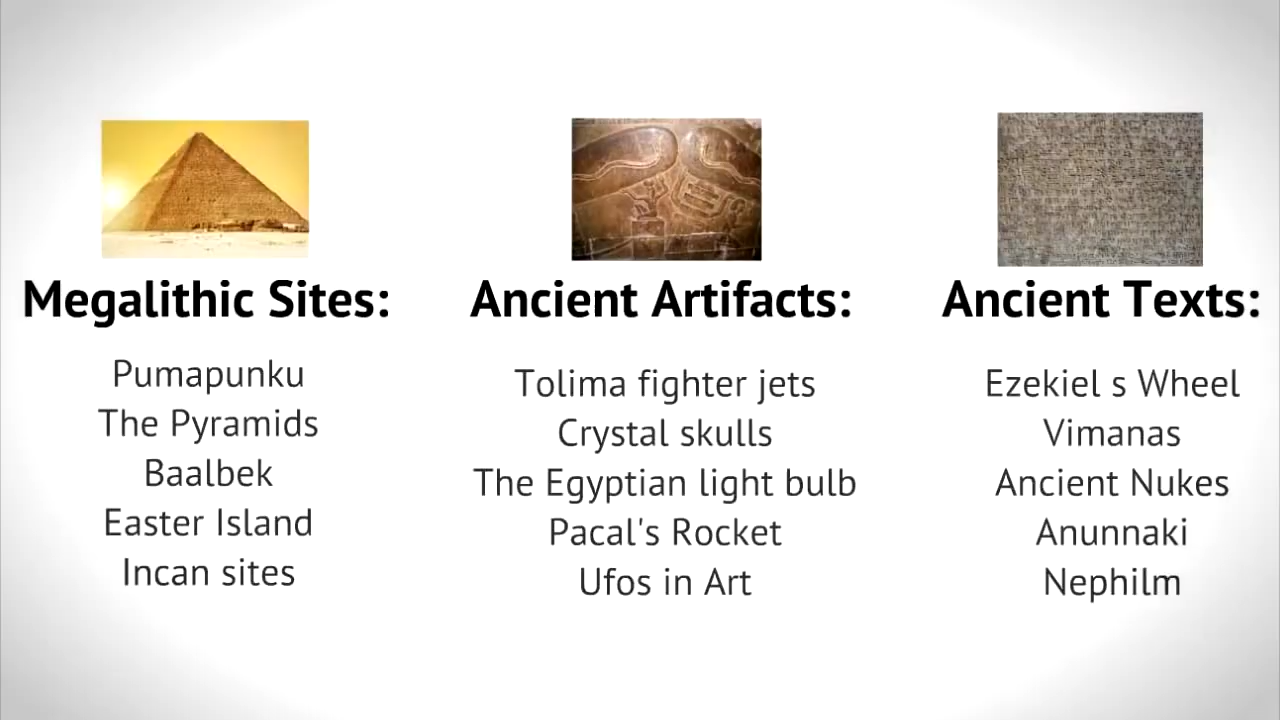 Megalithic Sites:
Pumapunku
The Pyramids
Baalbek
Easter Island
Incan sites
Ancient Artifacts:
Tolima fighter jets
Crystal skulls
The Egyptian light bulb
Pacal's Rocket
Ufos in Art
Ancient Texts:
Ezekiel s Wheel
Vimanas
Ancient Nukes
Anunnaki
Nephilm